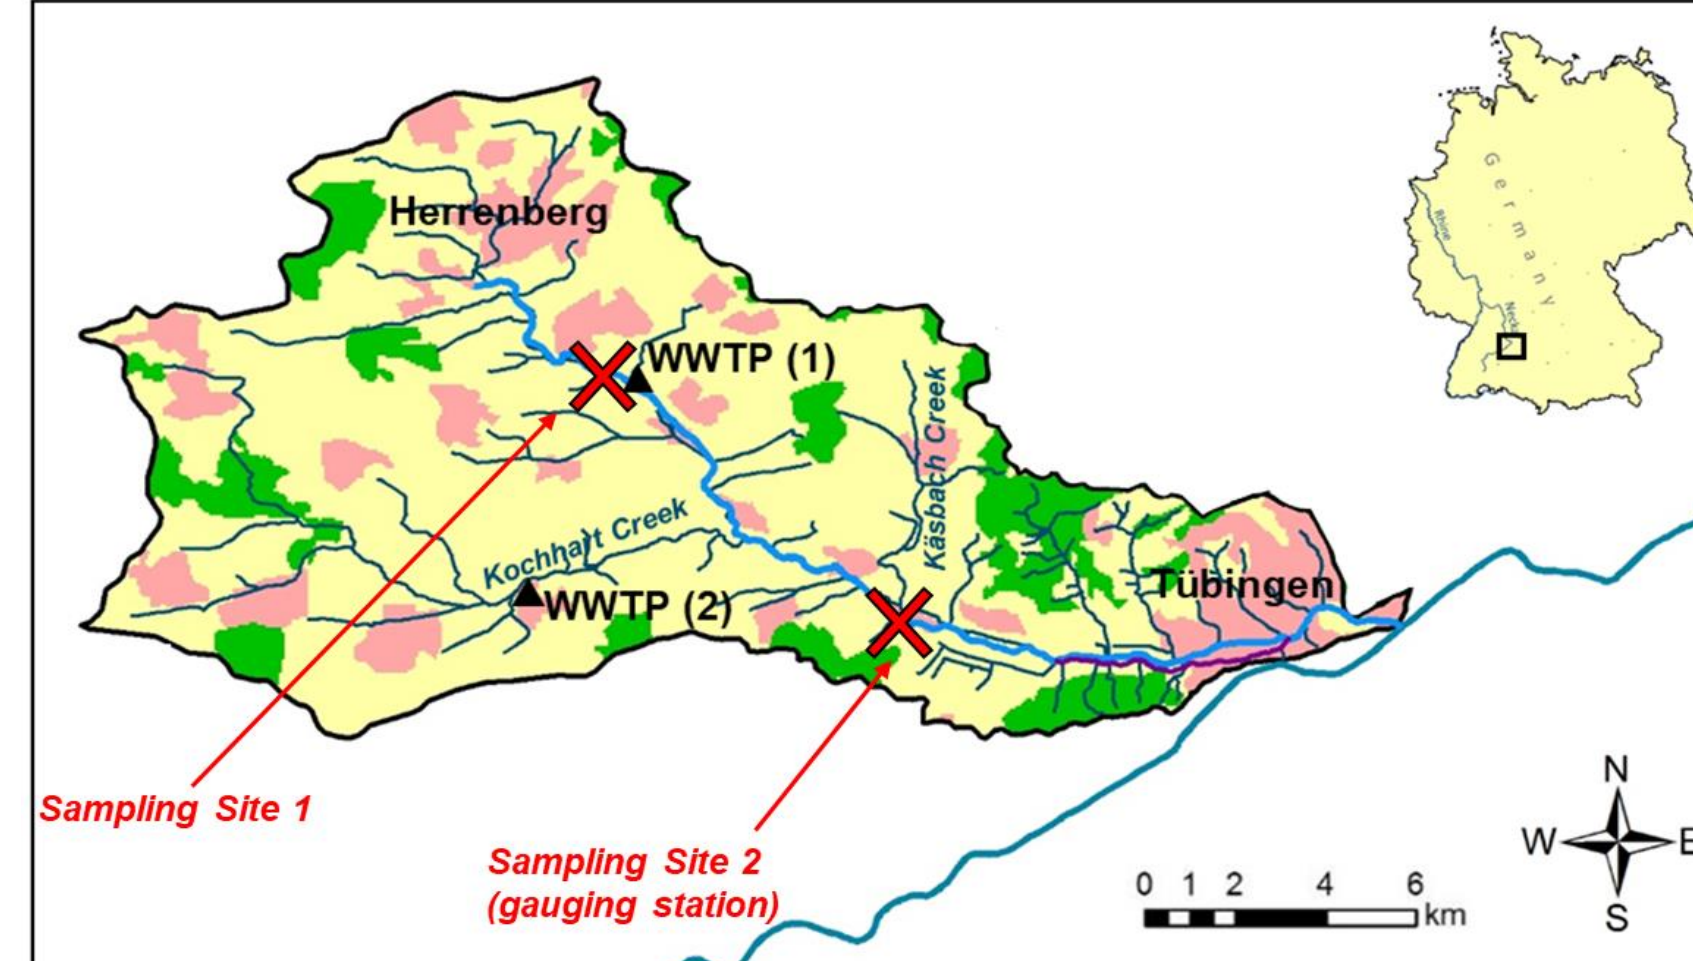 Herrenberg
WWTP (1)
Käsbach Creek
Kochhart Creek
WWTP (2)
Tübingen
Sampling Site 1
Sampling Site 2
(gauging station)
Germany
Rhine
N
W E
S
0 1 2 4 6
km